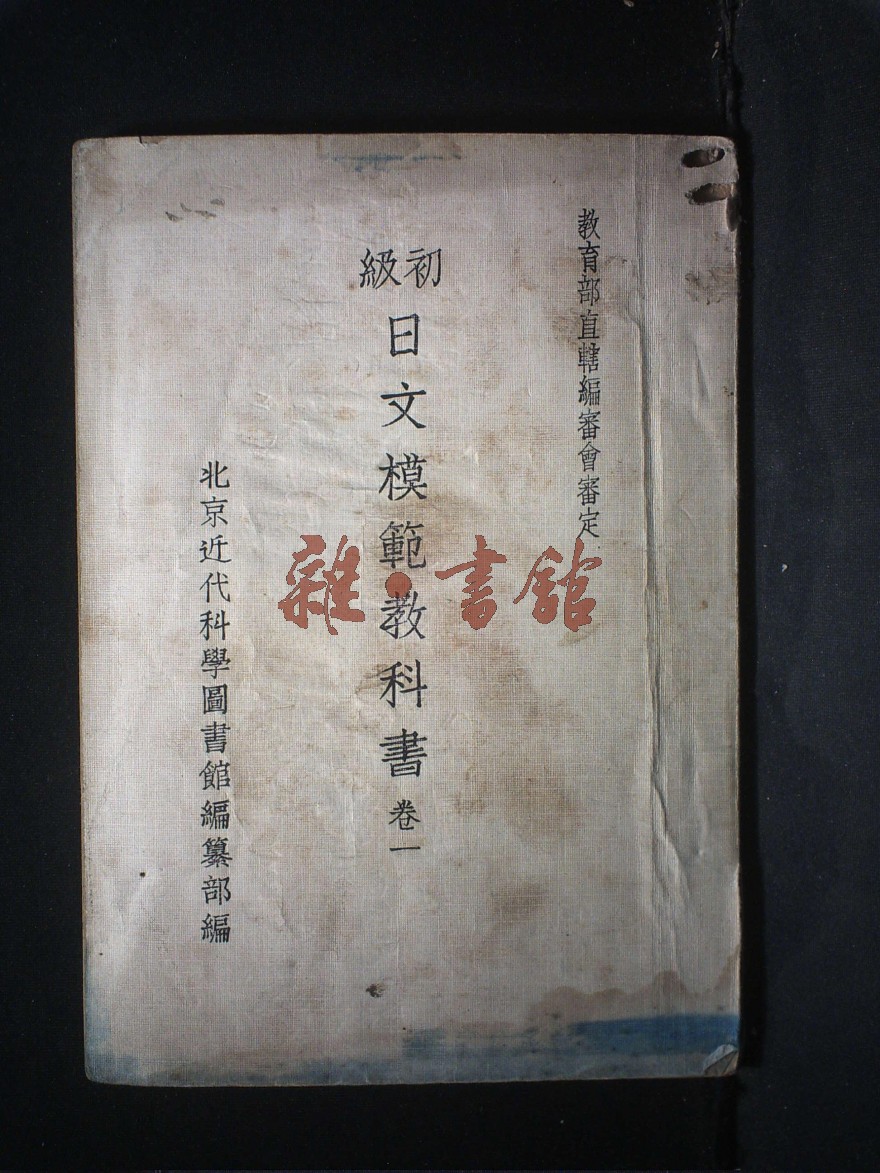 教育部直轄編審會審定
初級
日文模範教科書 卷一
北京近代科學圖書館編纂部編
雜·書館